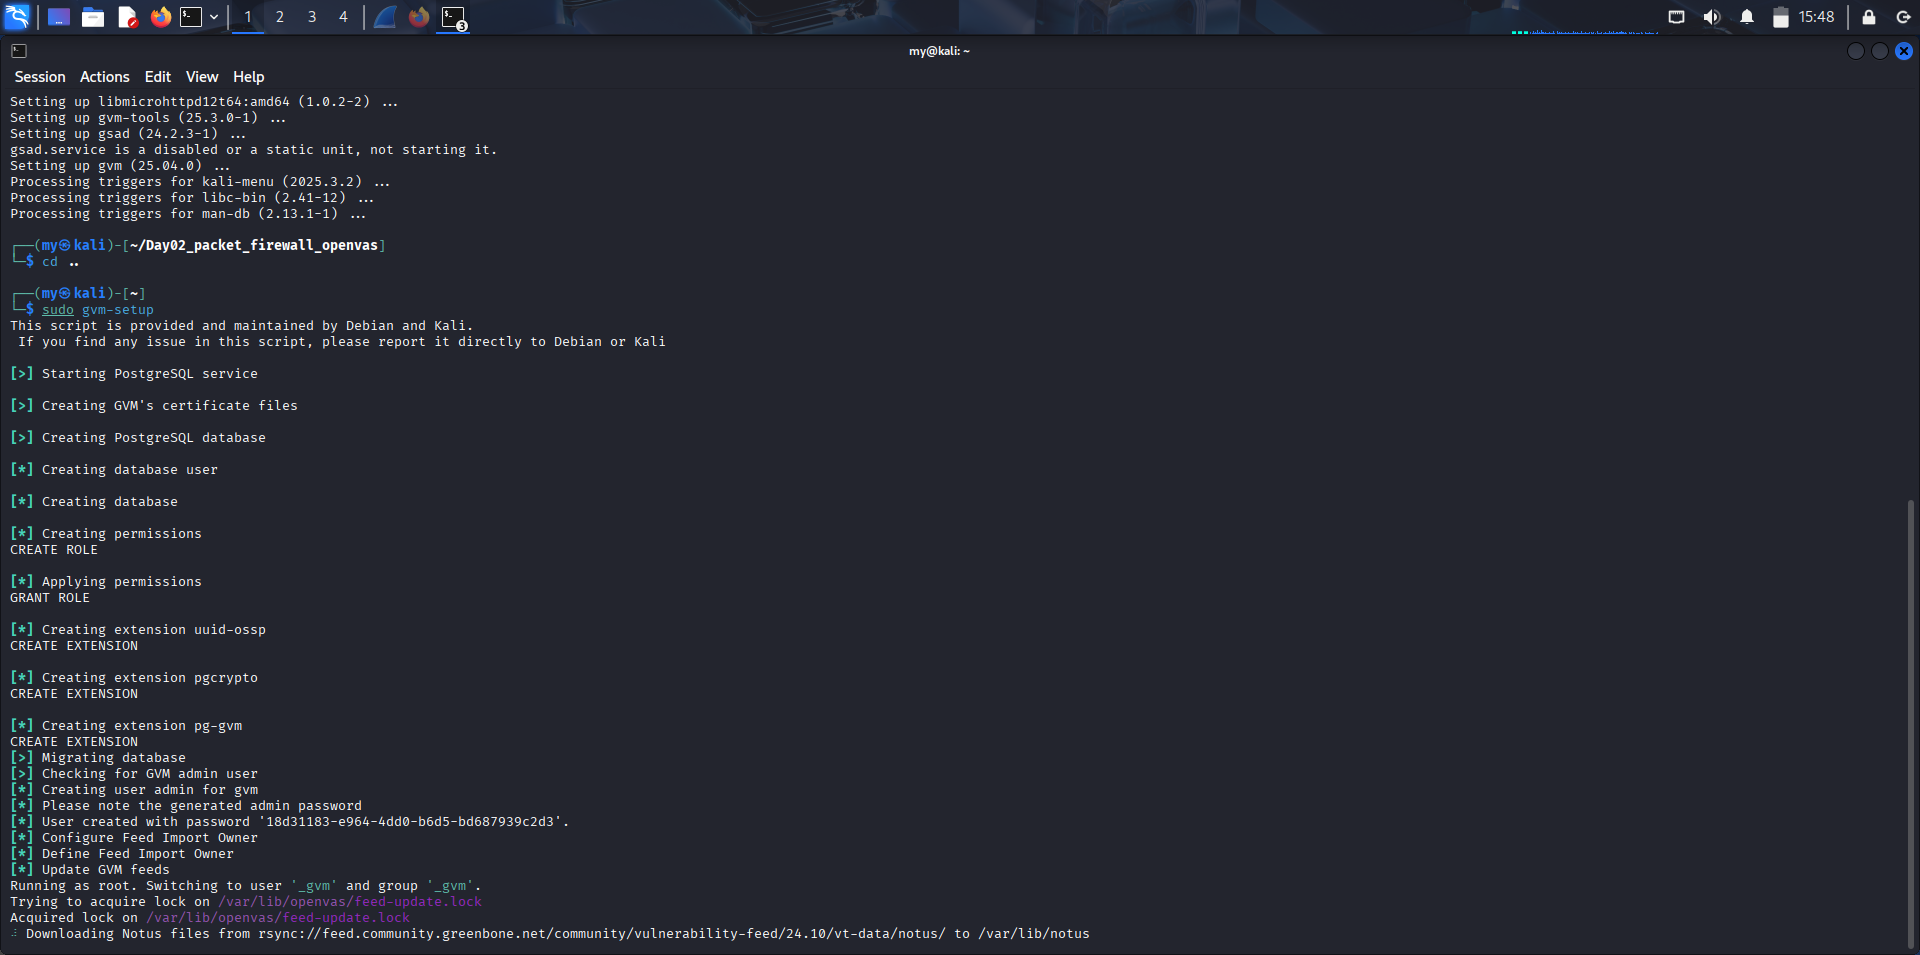 1 2 3 4 3 15:48
my@kali: ~
Session Actions Edit View Help
Setting up libmicrohttpd12t64:amd64 (1.0.2-2) ...
Setting up gvm-tools (25.3.0-1) ...
Setting up gsad (24.2.3-1) ...
gsad.service is a disabled or a static unit, not starting it.
Setting up gvm (25.04.0) ...
Processing triggers for kali-menu (2025.3.2) ...
Processing triggers for libc-bin (2.41-12) ...
Processing triggers for man-db (2.13.1-1) ...
┌──(my㉿kali)-[~/Day02_packet_firewall_openvas]
└─$ cd ..
┌──(my㉿kali)-[~]
└─$ sudo gvm-setup
This script is provided and maintained by Debian and Kali.
If you find any issue in this script, please report it directly to Debian or Kali
[>] Starting PostgreSQL service
[>] Creating GVM's certificate files
[>] Creating PostgreSQL database
[*] Creating database user
[*] Creating database
[*] Creating permissions
CREATE ROLE
[*] Applying permissions
GRANT ROLE
[*] Creating extension uuid-ossp
CREATE EXTENSION
[*] Creating extension pgcrypto
CREATE EXTENSION
[*] Creating extension pg-gvm
CREATE EXTENSION
[>] Migrating database
[>] Checking for GVM admin user
[*] Creating user admin for gvm
[*] Please note the generated admin password
[*] User created with password '18d31183-e964-4dd0-b6d5-bd687939c2d3'.
[*] Configure Feed Import Owner
[*] Define Feed Import Owner
[*] Update GVM feeds
Running as root. Switching to user '_gvm' and group '_gvm'.
Trying to acquire lock on /var/lib/openvas/feed-update.lock
Acquired lock on /var/lib/openvas/feed-update.lock
Downloading Notus files from rsync://feed.community.greenbone.net/community/vulnerability-feed/24.10/vt-data/notus/ to /var/lib/notus